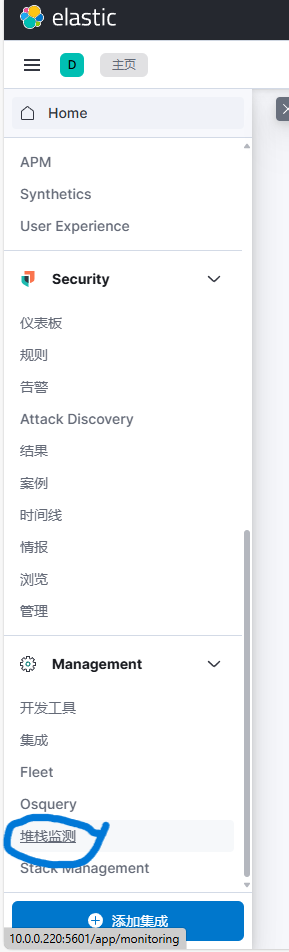 elastic
D 主页
Home
APM
Synthetics
User Experience
Security
仪表板
规则
告警
Attack Discovery
结果
案例
时间线
情报
浏览
管理
Management
开发工具
集成
Fleet
Osquery
堆栈监测
Stack Management
添加集成
10.0.0.220:5601/app/monitoring